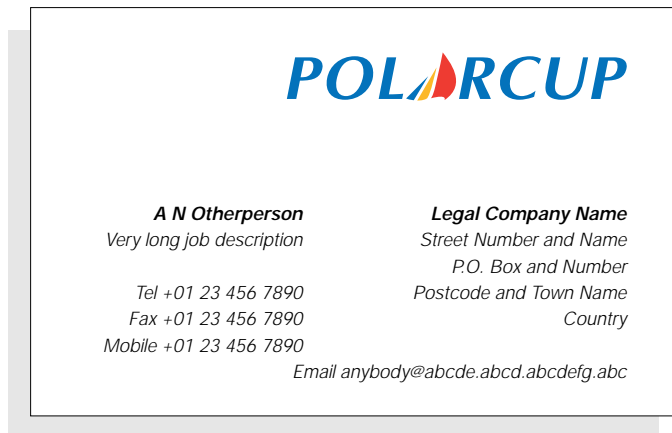 POLARCUP
A N Otherperson
Very long job description
Tel +01 23 456 7890
Fax +01 23 456 7890
Mobile +01 23 456 7890
Legal Company Name
Street Number and Name
P.O. Box and Number
Postcode and Town Name
Country
Email anybody@abcde.abcd.abcdefg.abc